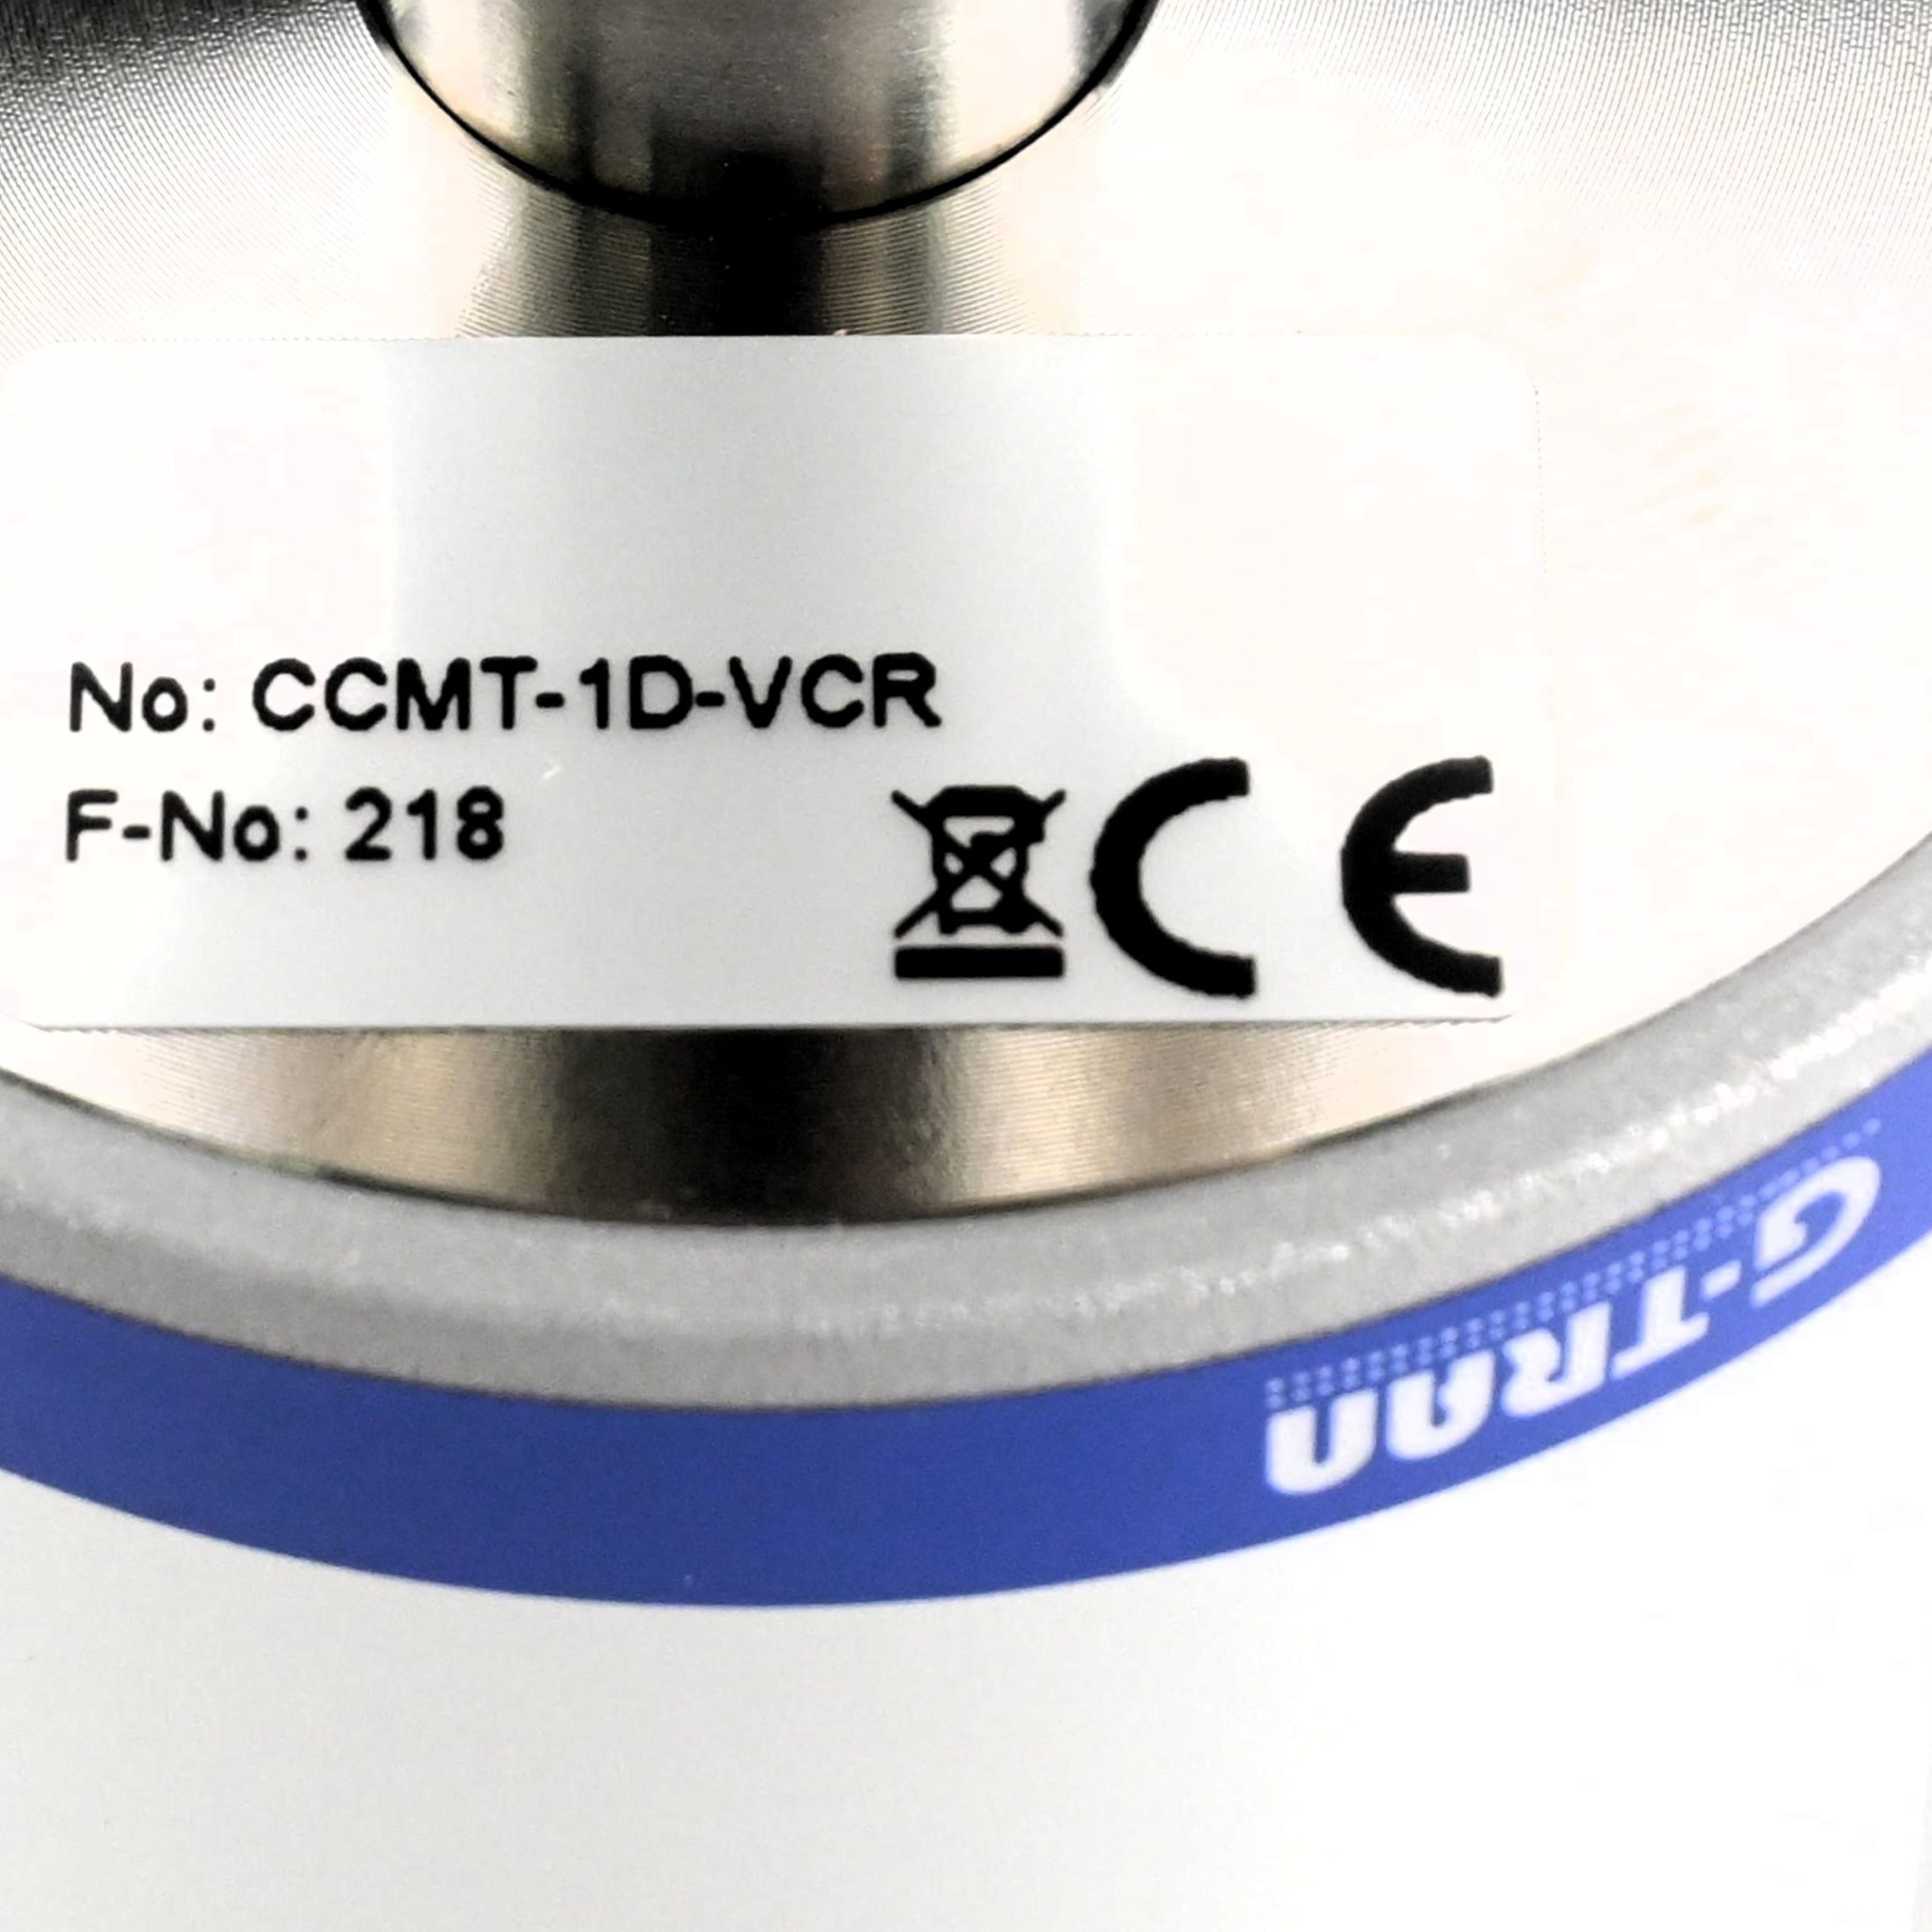 No: CCMT-1D-VCR
F-No: 218
CE
G-TRAN